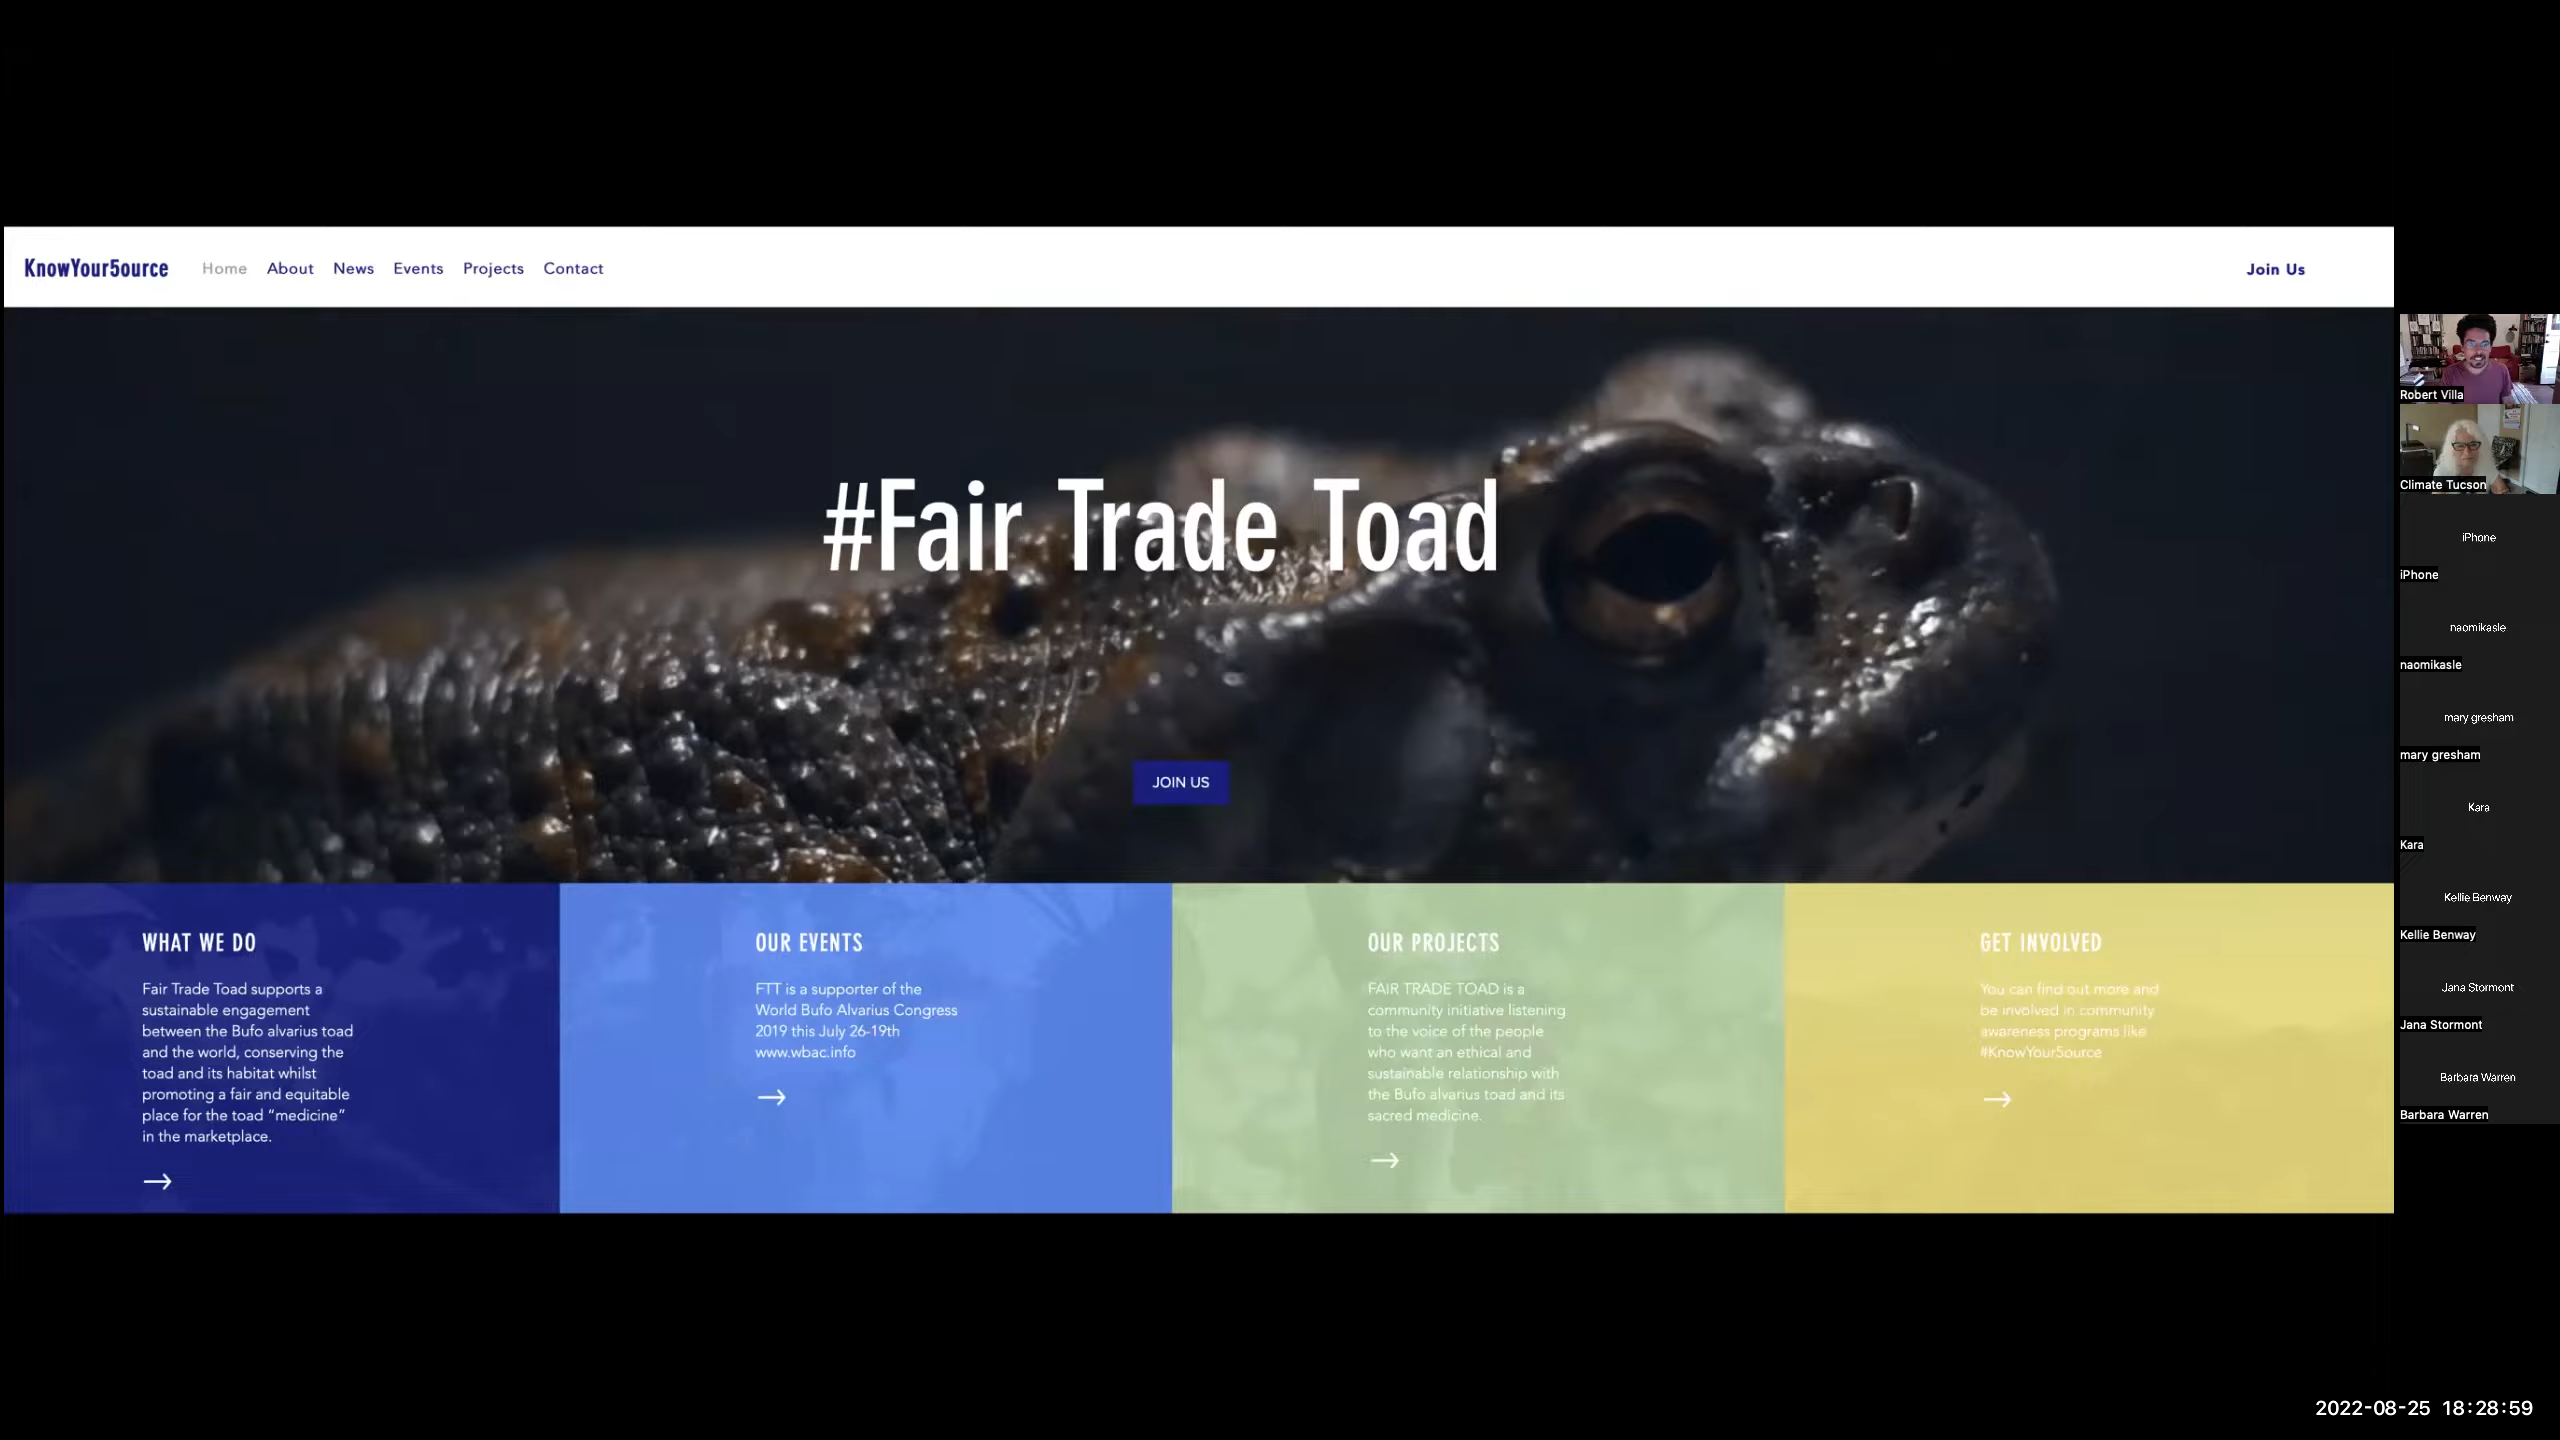 KnowYour5ource Home About News Events Projects Contact Join Us
#Fair Trade Toad
JOIN US
WHAT WE DO
Fair Trade Toad supports a
sustainable engagement
between the Bufo alvarius toad
and the world, conserving the
toad and its habitat whilst
promoting a fair and equitable
place for the toad “medicine”
in the marketplace.
OUR EVENTS
FTT is a supporter of the
World Bufo Alvarius Congress
2019 this July 26-19th
www.wbac.info
OUR PROJECTS
FAIR TRADE TOAD is a
community initiative listening
to the voice of the people
who want an ethical and
sustainable relationship with
the Bufo alvarius toad and its
sacred medicine.
GET INVOLVED
You can find out more and
be involved in community
awareness programs like
#KnowYour5ource
Robert Villa
Climate Tucson
iPhone
iPhone
naomikasle
naomikasle
mary gresham
mary gresham
Kara
Kara
Kellie Benway
Kellie Benway
Jana Stormont
Jana Stormont
Barbara Warren
Barbara Warren
2022-08-25 18:28:59